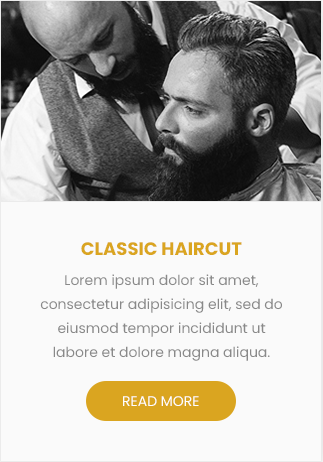 CLASSIC HAIRCUT
Lorem ipsum dolor sit amet,
consectetur adipisicing elit, sed do
eiusmod tempor incididunt ut
labore et dolore magna aliqua.
READ MORE